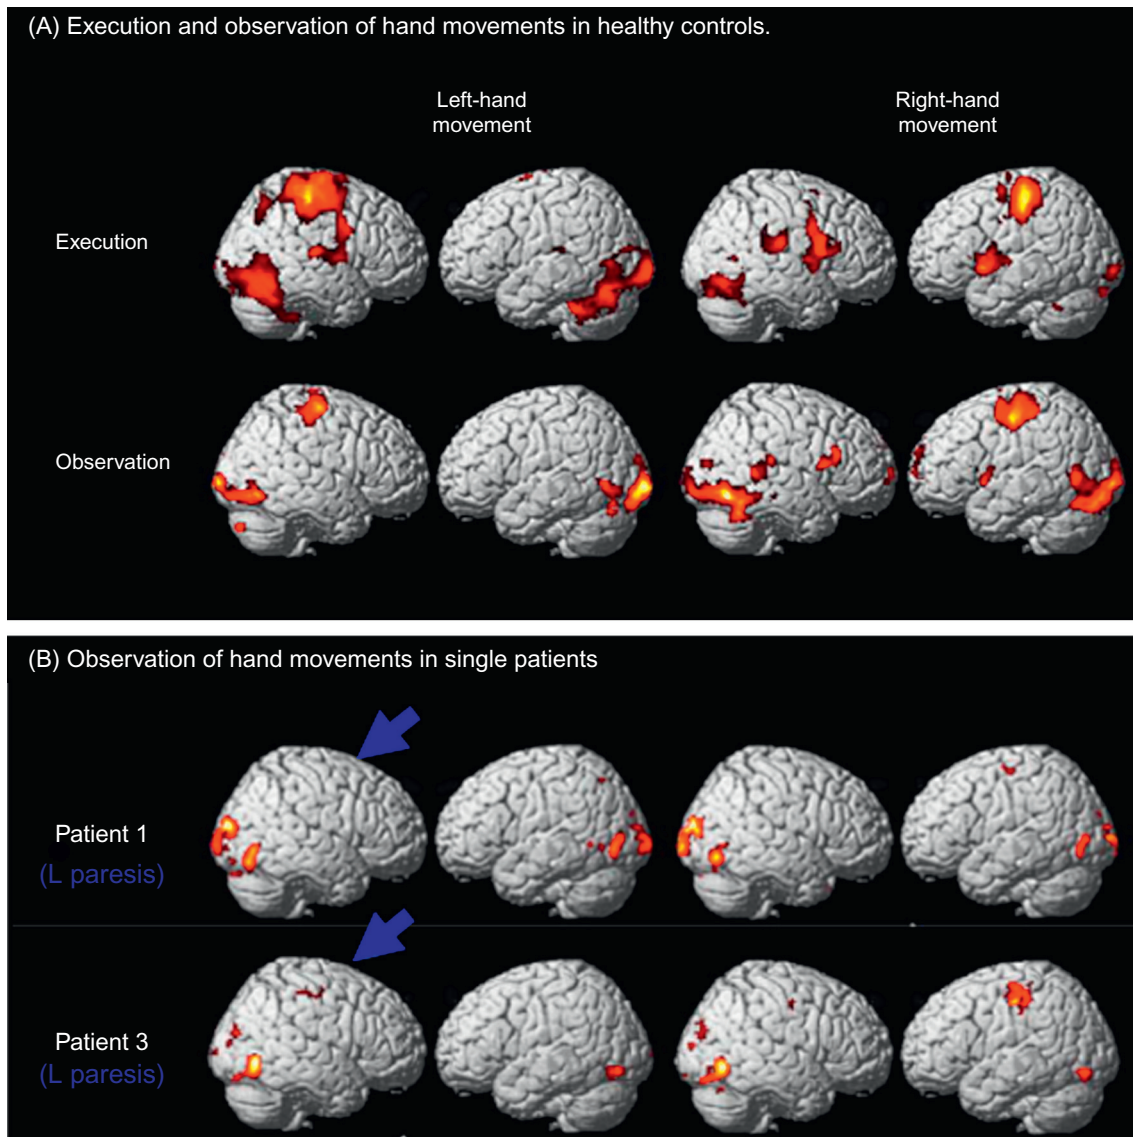 (A) Execution and observation of hand movements in healthy controls.
Left-hand
movement
Right-hand
movement
Execution
Observation
(B) Observation of hand movements in single patients
Patient 1
(L paresis)
Patient 3
(L paresis)